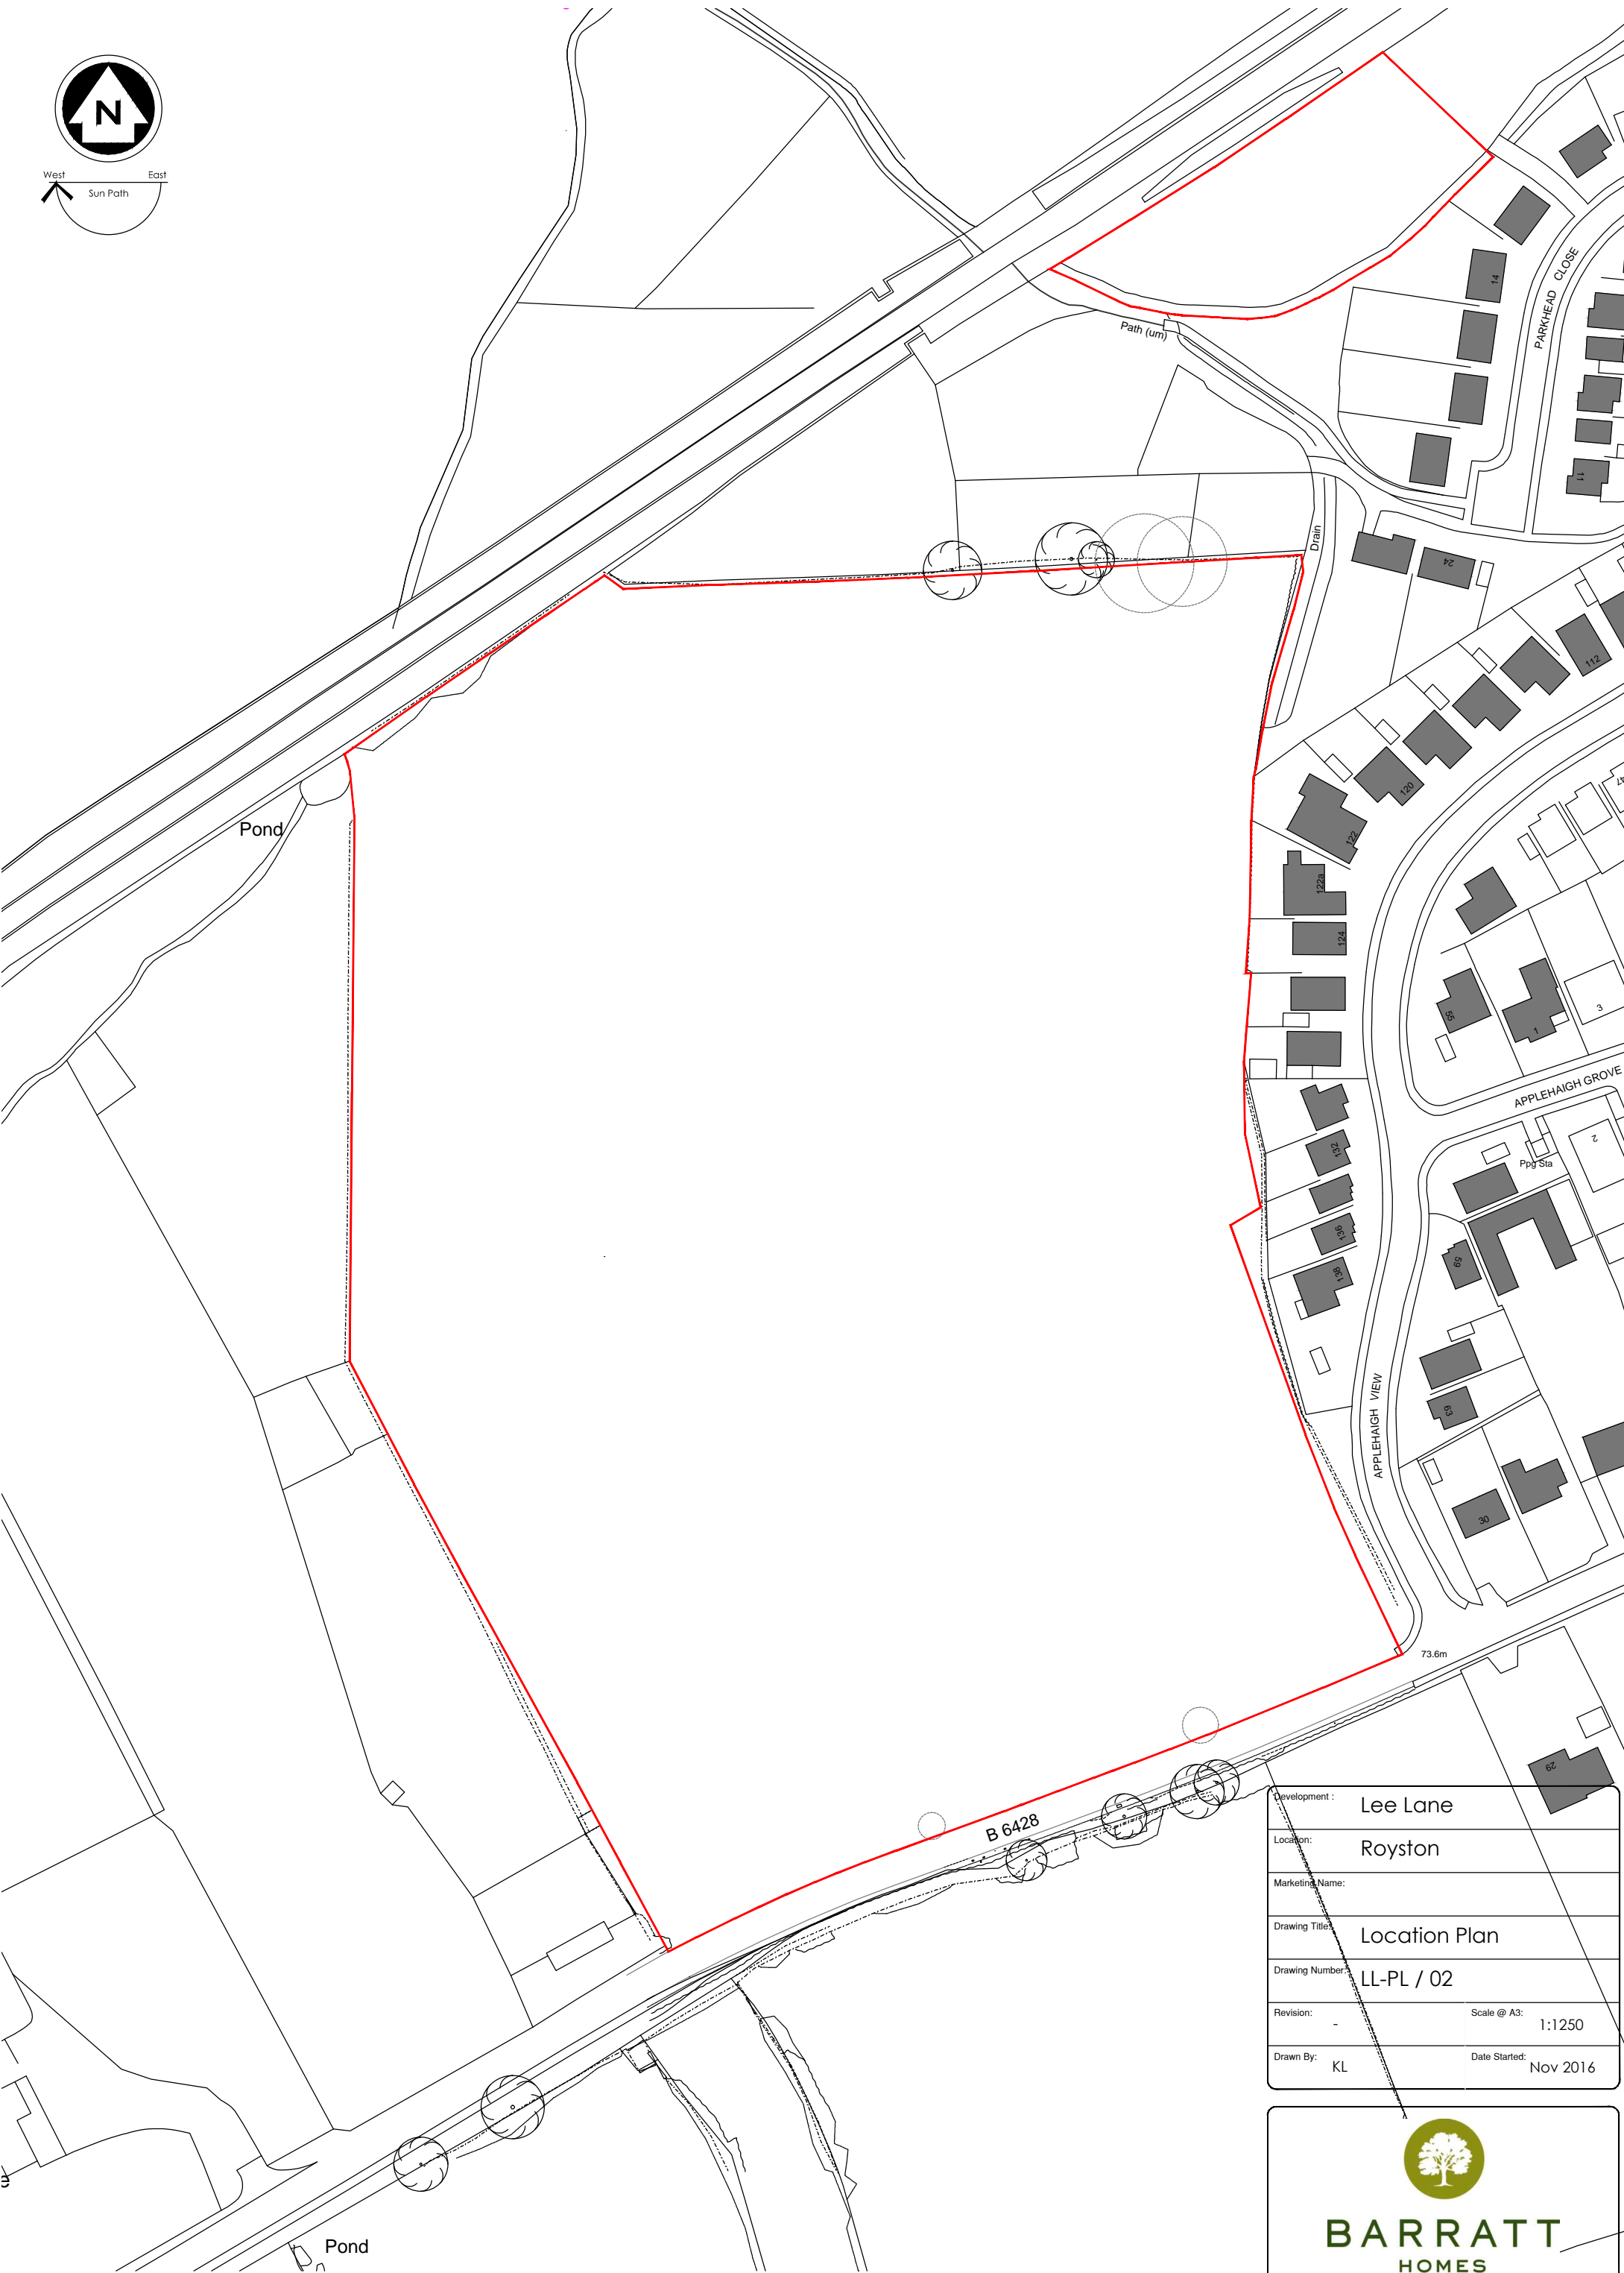 N
West East
Sun Path
PARKHEAD CLOSE
14
Path (um)
11
Drain
24
112
47
120
122
Pond
122a
124
55
1
3
APPLEHAIGH GROVE
132
2
Ppg Sta
136
59
138
APPLEHAIGH VIEW
63
30
73.6m
29
B 6428
Development : Lee Lane
Location: Royston
Marketing Name:
Drawing Title: Location Plan
Drawing Number: LL-PL / 02
Revision: - Scale @ A3: 1:1250
Drawn By: KL Date Started: Nov 2016
e
Pond
BARRATT
HOMES